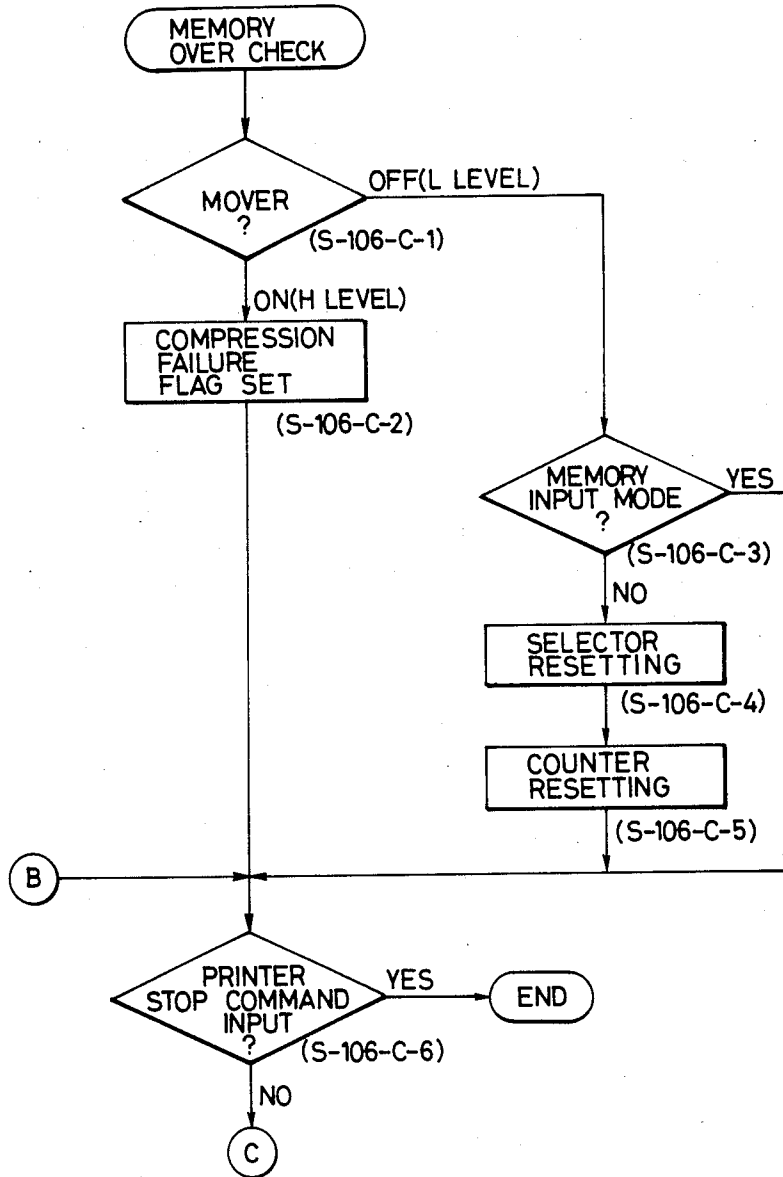 MEMORY
OVER CHECK
MOVER
?
OFF(L LEVEL)
(S-106-C-1)
ON(H LEVEL)
COMPRESSION
FAILURE
FLAG SET
(S-106-C-2)
MEMORY
INPUT MODE
?
YES
(S-106-C-3)
NO
SELECTOR
RESETTING
(S-106-C-4)
COUNTER
RESETTING
(S-106-C-5)
B
PRINTER
STOP COMMAND
INPUT
?
YES
END
(S-106-C-6)
NO
C